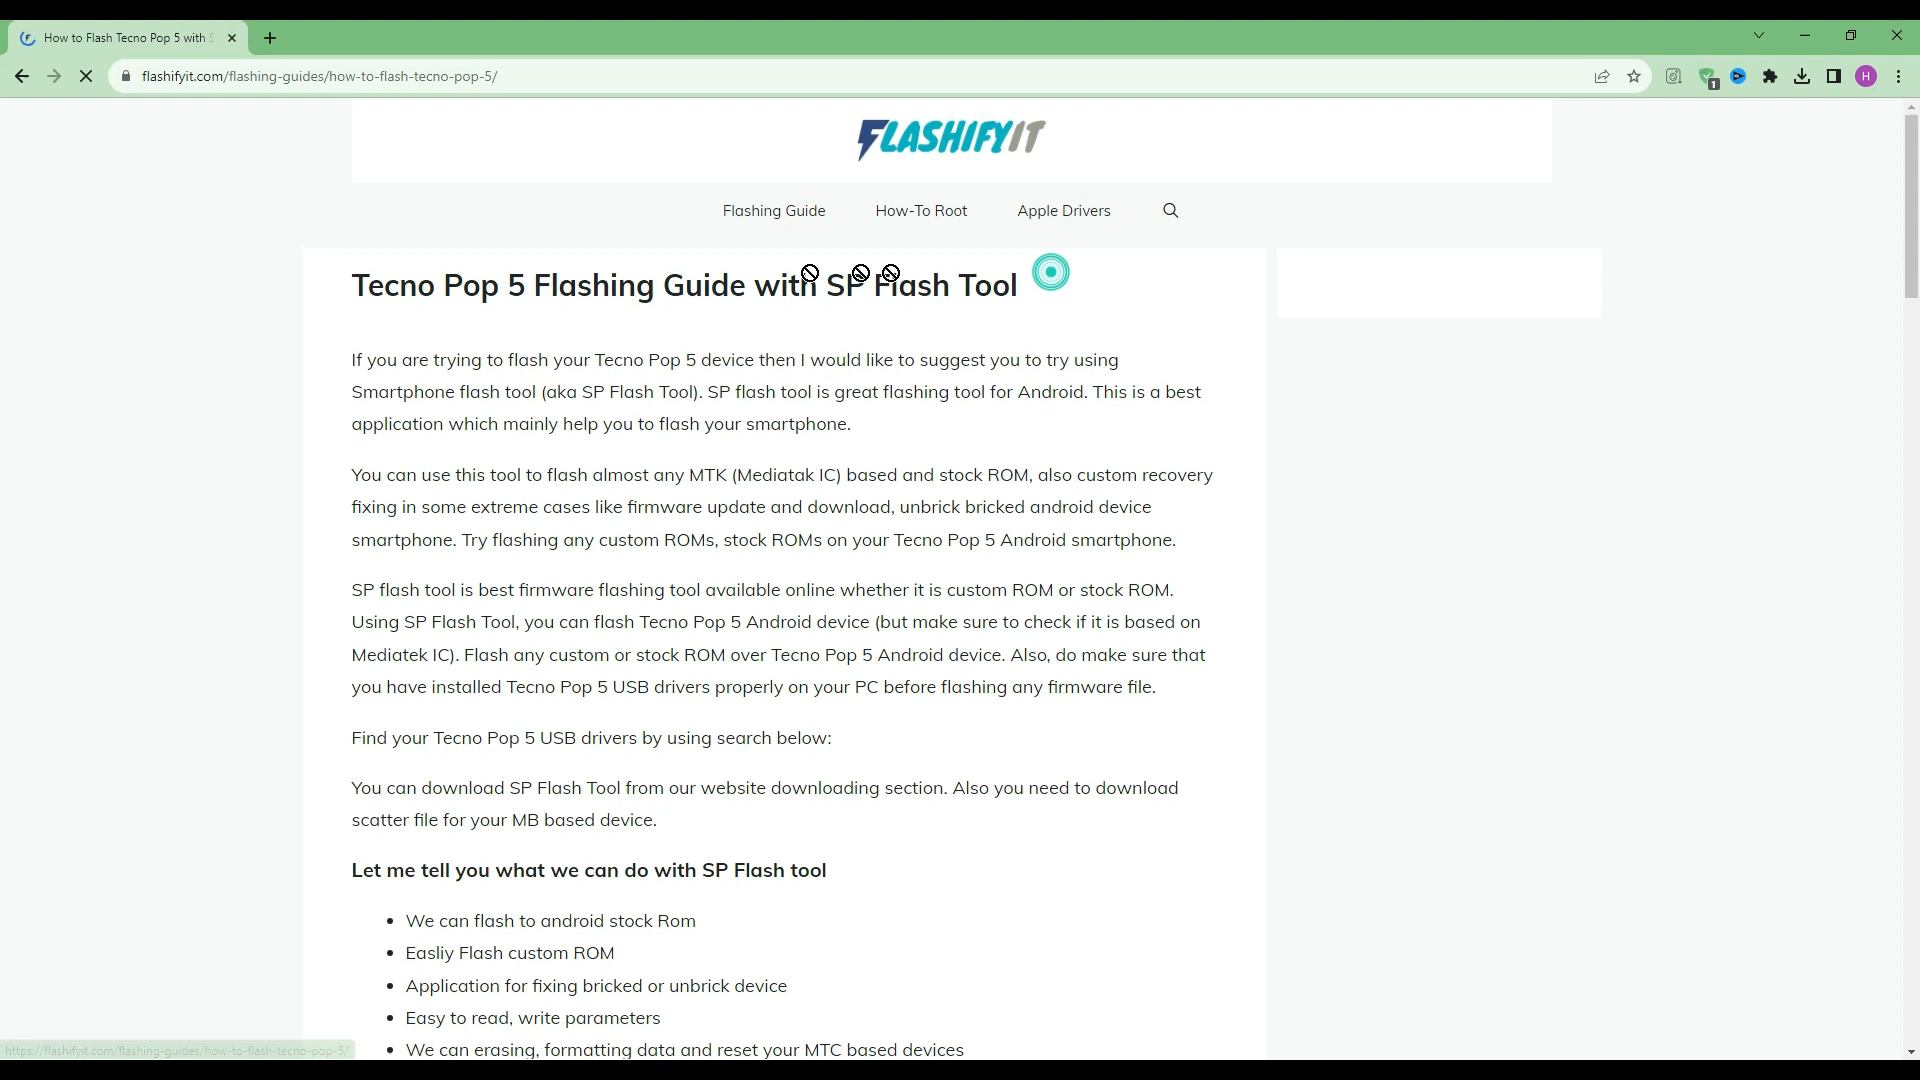 How to Flash Tecno Pop 5 with S
flashifyit.com/flashing-guides/how-to-flash-tecno-pop-5/
1
H
FLASHIFYIT
Flashing Guide How-To Root Apple Drivers
Tecno Pop 5 Flashing Guide with SP Flash Tool
If you are trying to flash your Tecno Pop 5 device then I would like to suggest you to try using
Smartphone flash tool (aka SP Flash Tool). SP flash tool is great flashing tool for Android. This is a best
application which mainly help you to flash your smartphone.
You can use this tool to flash almost any MTK (Mediatak IC) based and stock ROM, also custom recovery
fixing in some extreme cases like firmware update and download, unbrick bricked android device
smartphone. Try flashing any custom ROMs, stock ROMs on your Tecno Pop 5 Android smartphone.
SP flash tool is best firmware flashing tool available online whether it is custom ROM or stock ROM.
Using SP Flash Tool, you can flash Tecno Pop 5 Android device (but make sure to check if it is based on
Mediatek IC). Flash any custom or stock ROM over Tecno Pop 5 Android device. Also, do make sure that
you have installed Tecno Pop 5 USB drivers properly on your PC before flashing any firmware file.
Find your Tecno Pop 5 USB drivers by using search below:
You can download SP Flash Tool from our website downloading section. Also you need to download
scatter file for your MB based device.
Let me tell you what we can do with SP Flash tool
• We can flash to android stock Rom
• Easliy Flash custom ROM
• Application for fixing bricked or unbrick device
• Easy to read, write parameters
• We can erasing, formatting data and reset your MTC based devices
https://flashifyit.com/flashing-guides/how-to-flash-tecno-pop-5/